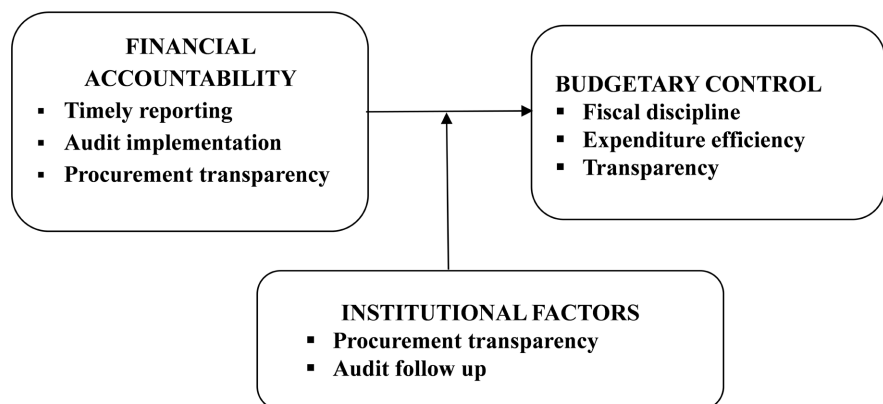 FINANCIAL
ACCOUNTABILITY
▪ Timely reporting
▪ Audit implementation
▪ Procurement transparency
BUDGETARY CONTROL
▪ Fiscal discipline
▪ Expenditure efficiency
▪ Transparency
INSTITUTIONAL FACTORS
▪ Procurement transparency
▪ Audit follow up